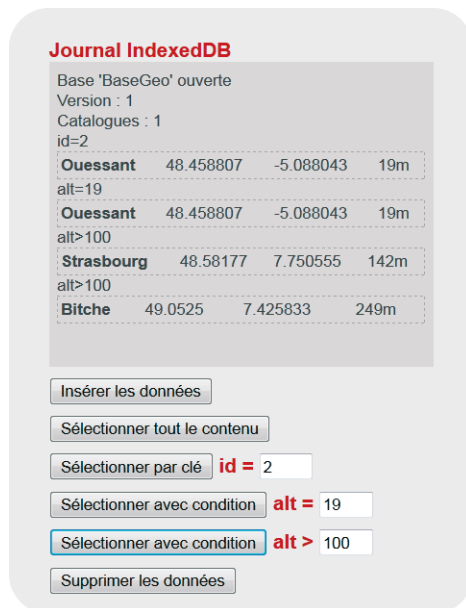 Journal IndexedDB
Base 'BaseGeo' ouverte
Version : 1
Catalogues : 1
id=2
Ouessant 48.458807 -5.088043 19m
alt=19
Ouessant 48.458807 -5.088043 19m
alt>100
Strasbourg 48.58177 7.750555 142m
alt>100
Bitche 49.0525 7.425833 249m
Insérer les données
Sélectionner tout le contenu
Sélectionner par clé id = 2
Sélectionner avec condition alt = 19
Sélectionner avec condition alt > 100
Supprimer les données